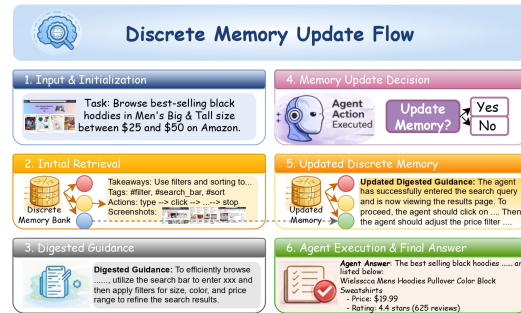 Discrete Memory Update Flow
1. Input & Initialization
Task: Browse best-selling black
hoodies in Men's Big & Tall size
between $25 and $50 on Amazon.
2. Initial Retrieval
Discrete
Memory Bank
Takeaways: Use filters and sorting to...
Tags: #filter, #search_bar, #sort
Actions: type --> click --> ...--> stop
Screenshots:
3. Digested Guidance
Digested Guidance: To efficiently browse
......, utilize the search bar to enter xxx and
then apply filters for size, color, and price
range to refine the search results.
4. Memory Update Decision
Agent
Action
Executed
Update
Memory?
Yes
No
5. Updated Discrete Memory
Updated
Memory
Updated Digested Guidance: The agent
has successfully entered the search query
and is now viewing the results page. To
proceed, the agent should click on .... Then
the agent should adjust the price filter ....
6. Agent Execution & Final Answer
Agent Answer: The best selling black hoodies ...... ar
listed below:
Wielsscca Mens Hoodies Pullover Color Block
Sweatshirts
- Price: $19.99
- Rating: 4.4 stars (625 reviews)